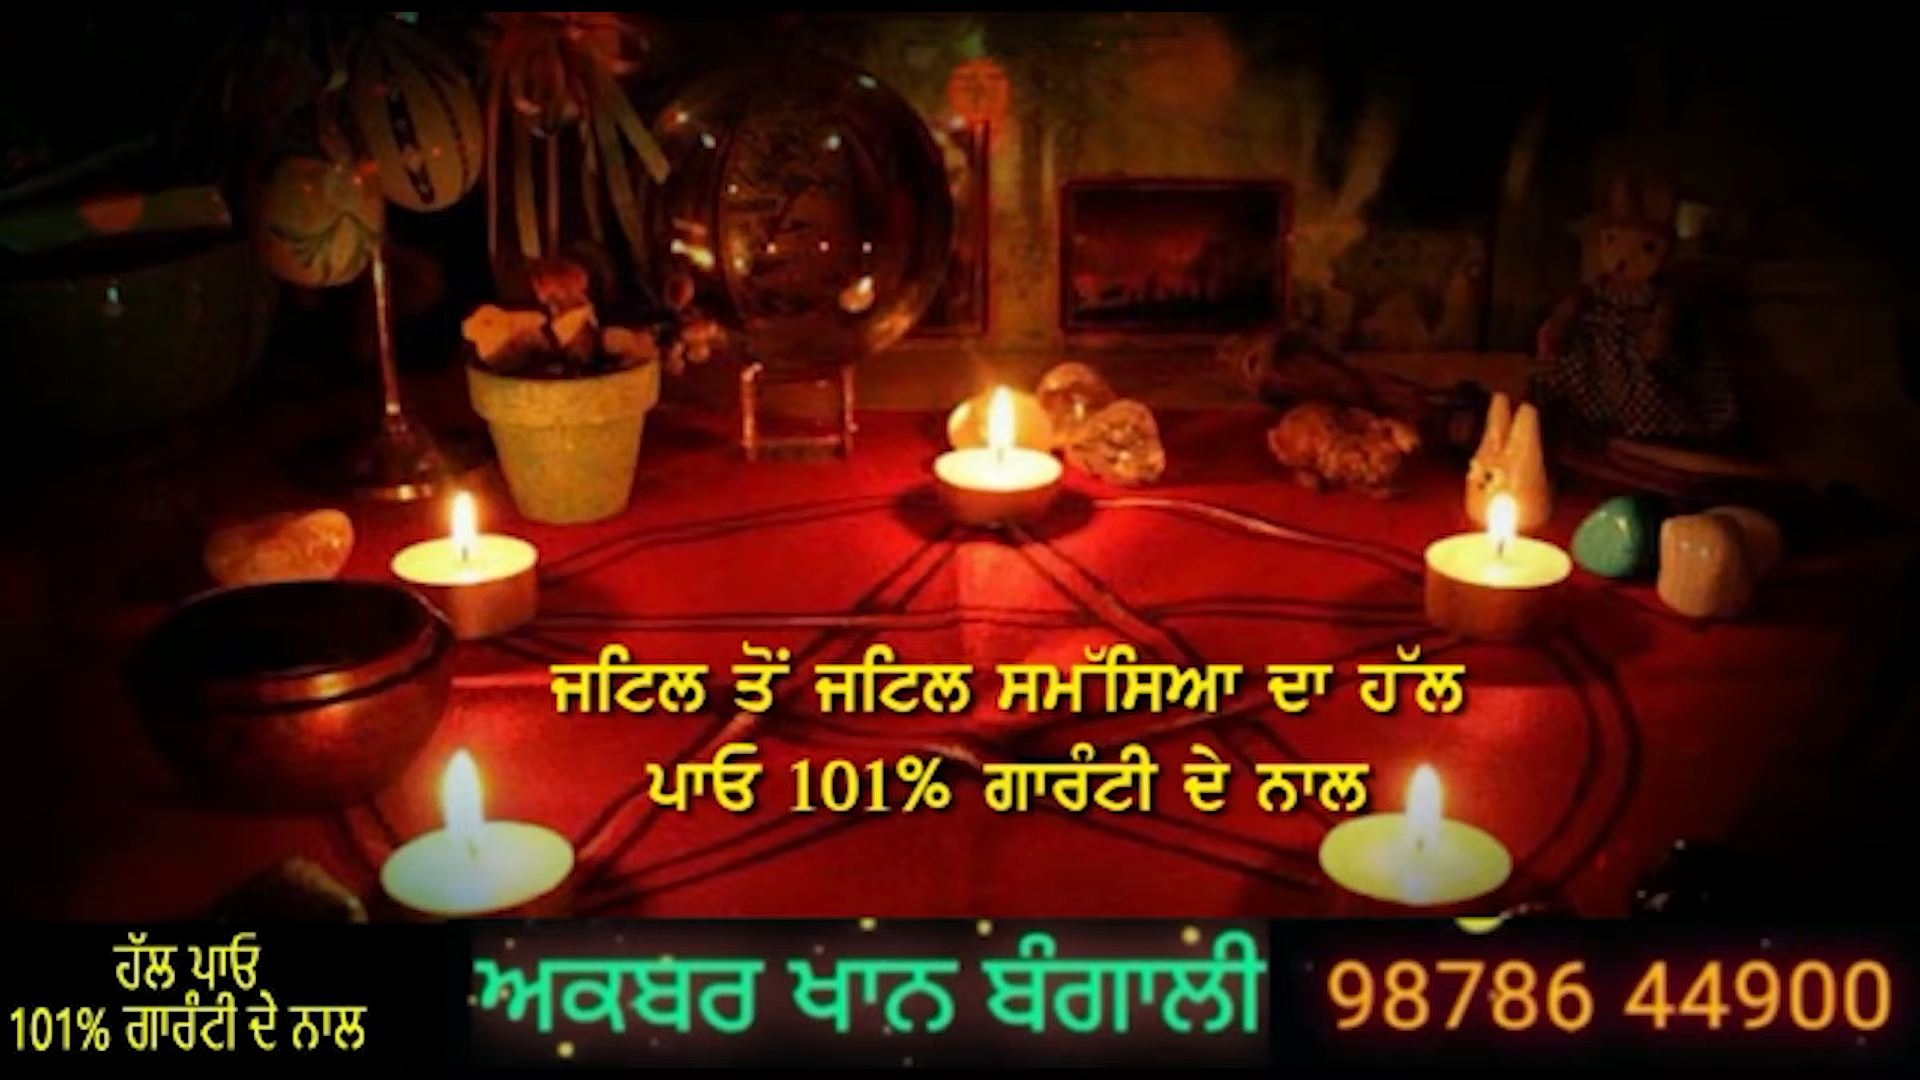 ਜਟਿਲ ਤੋਂ ਜਟਿਲ ਸਮੱਸਿਆ ਦਾ ਹੱਲ
ਪਾਓ 101% ਗਾਰੰਟੀ ਦੇ ਨਾਲ
ਹੱਲ ਪਾਓ
101% ਗਾਰੰਟੀ ਦੇ ਨਾਲ
ਅਕਬਰ ਖਾਨ ਬੰਗਾਲੀ
98786 44900